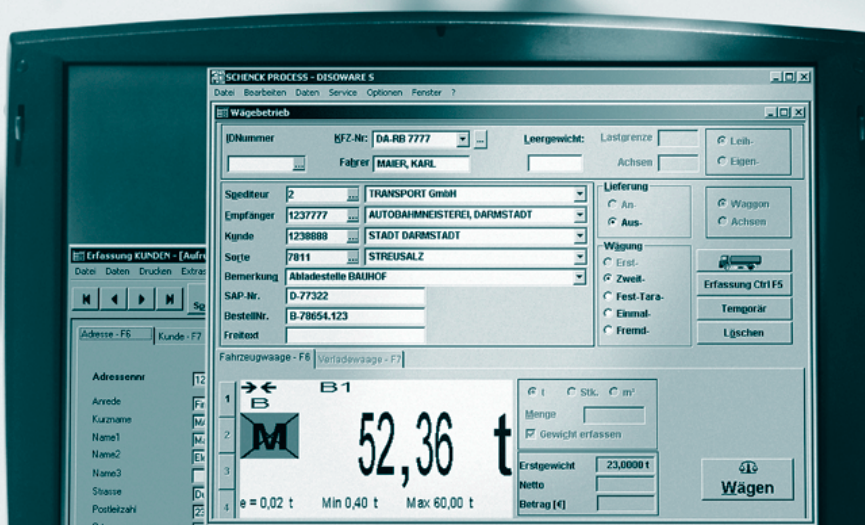 SCHENCK PROCESS - DISOWARE S
Datei Bearbeiten Daten Service Optionen Fenster ?
Wägebetrieb
IDNummer KFZ-Nr: DA-RB 7777 ... Leergewicht: Lastgrenze Leih-
... Fahrer MAIER, KARL Achsen Eigen-
Spediteur 2 ... TRANSPORT GmbH
Empfänger 1237777 ... AUTOBAHNMEISTEREI, DARMSTADT
Kunde 1238888 ... STADT DARMSTADT
Sorte 7811 ... STREUSALZ
Bemerkung Abladestelle BAUHOF
SAP-Nr. D-77322
BestellNr. B-78654.123
Freitext
Lieferung
An-
Aus-
Waggon
Achsen
Wägung
Erst-
Zweit-
Fest-Tara-
Einmal-
Fremd-
Erfassung Ctrl F5
Temporär
Löschen
Fahrzeugwaage - F6 Verladewaage - F7
1
2
3
4
B
B1
M
52,36 t
e = 0,02 t Min 0,40 t Max 60,00 t
t Stk. m³
Menge
Gewicht erfassen
Erstgewicht 23,0000 t
Netto
Betrag [€]
Wägen
Erfassung KUNDEN - [Aufru
Datei Daten Drucken Extras
Adresse - F6 Kunde - F7
Adressennr 12
Anrede
Kurzname
Name1
Name2
Name3
Strasse
Postleitzahl